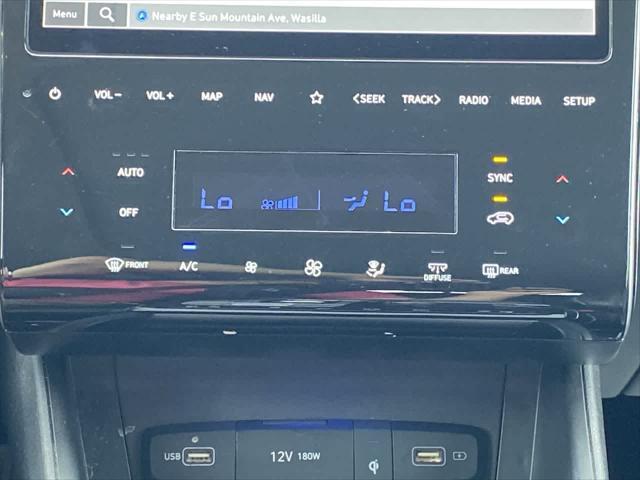 Menu Nearby E Sun Mountain Ave, Wasilla
VOL− VOL+ MAP NAV <SEEK TRACK> RADIO MEDIA SETUP
AUTO SYNC
Lo Lo
OFF
FRONT A/C DIFFUSE REAR
USB 12V 180W